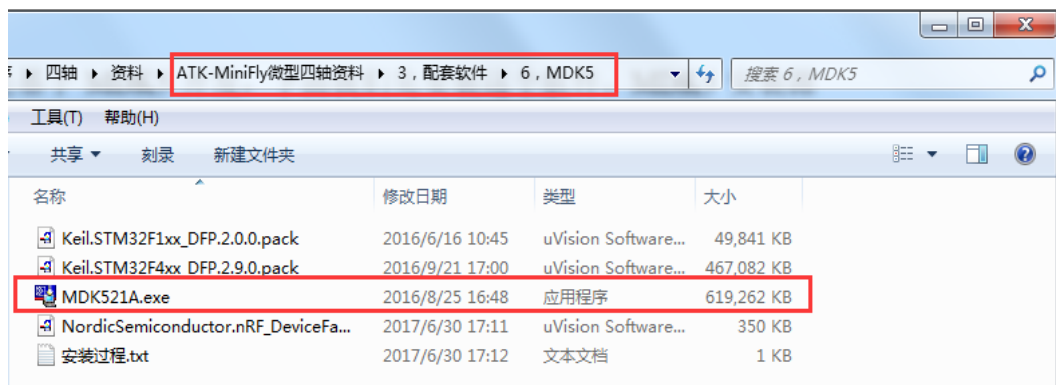 四轴 ▸ 资料 ▸ ATK-MiniFly微型四轴资料 ▸ 3，配套软件 ▸ 6，MDK5 搜索 6，MDK5
工具(T) 帮助(H)
共享 刻录 新建文件夹
名称 修改日期 类型 大小
Keil.STM32F1xx_DFP.2.0.0.pack 2016/6/16 10:45 uVision Software... 49,841 KB
Keil.STM32F4xx_DFP.2.9.0.pack 2016/9/21 17:00 uVision Software... 467,082 KB
MDK521A.exe 2016/8/25 16:48 应用程序 619,262 KB
NordicSemiconductor.nRF_DeviceFa... 2017/6/30 17:11 uVision Software... 350 KB
安装过程.txt 2017/6/30 17:12 文本文档 1 KB